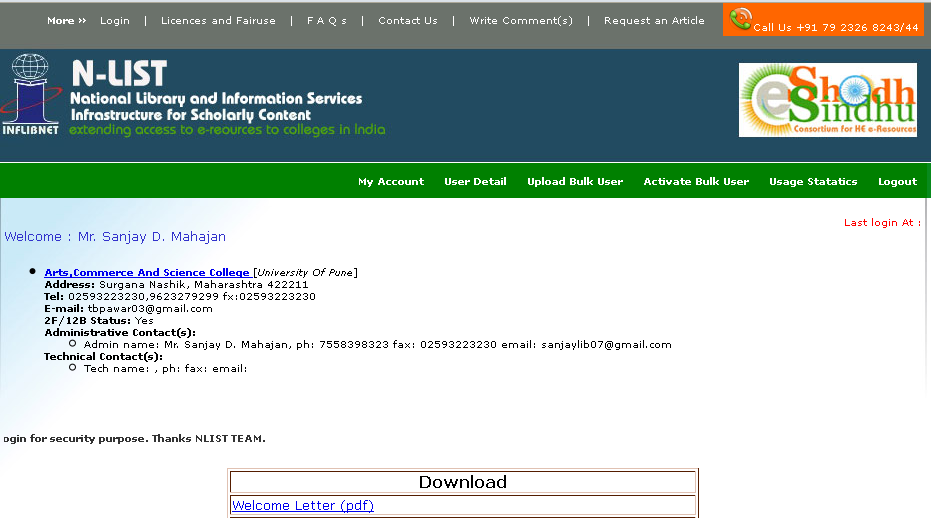 More ›› Login | Licences and Fairuse | F A Q s | Contact Us | Write Comment(s) | Request an Article
Call Us +91 79 2326 8243/44
N-LIST
National Library and Information Services
Infrastructure for Scholarly Content
extending access to e-reources to colleges in India
INFLIBNET
eShodh
Sindhu
Consortium for HE e-Resources
My Account User Detail Upload Bulk User Activate Bulk User Usage Statatics Logout
Last login At :
Welcome : Mr. Sanjay D. Mahajan
Arts,Commerce And Science College [University Of Pune]
Address: Surgana Nashik, Maharashtra 422211
Tel: 02593223230,9623279299 fx:02593223230
E-mail: tbpawar03@gmail.com
2F/12B Status: Yes
Administrative Contact(s):
Admin name: Mr. Sanjay D. Mahajan, ph: 7558398323 fax: 02593223230 email: sanjaylib07@gmail.com
Technical Contact(s):
Tech name: , ph: fax: email:
ogin for security purpose. Thanks NLIST TEAM.
Download
Welcome Letter (pdf)